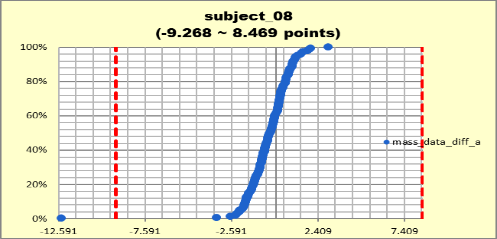 subject_08
(-9.268 ~ 8.469 points)
100%
80%
60%
40%
20%
0%
mass_data_diff_a
-12.591 -7.591 -2.591 2.409 7.409